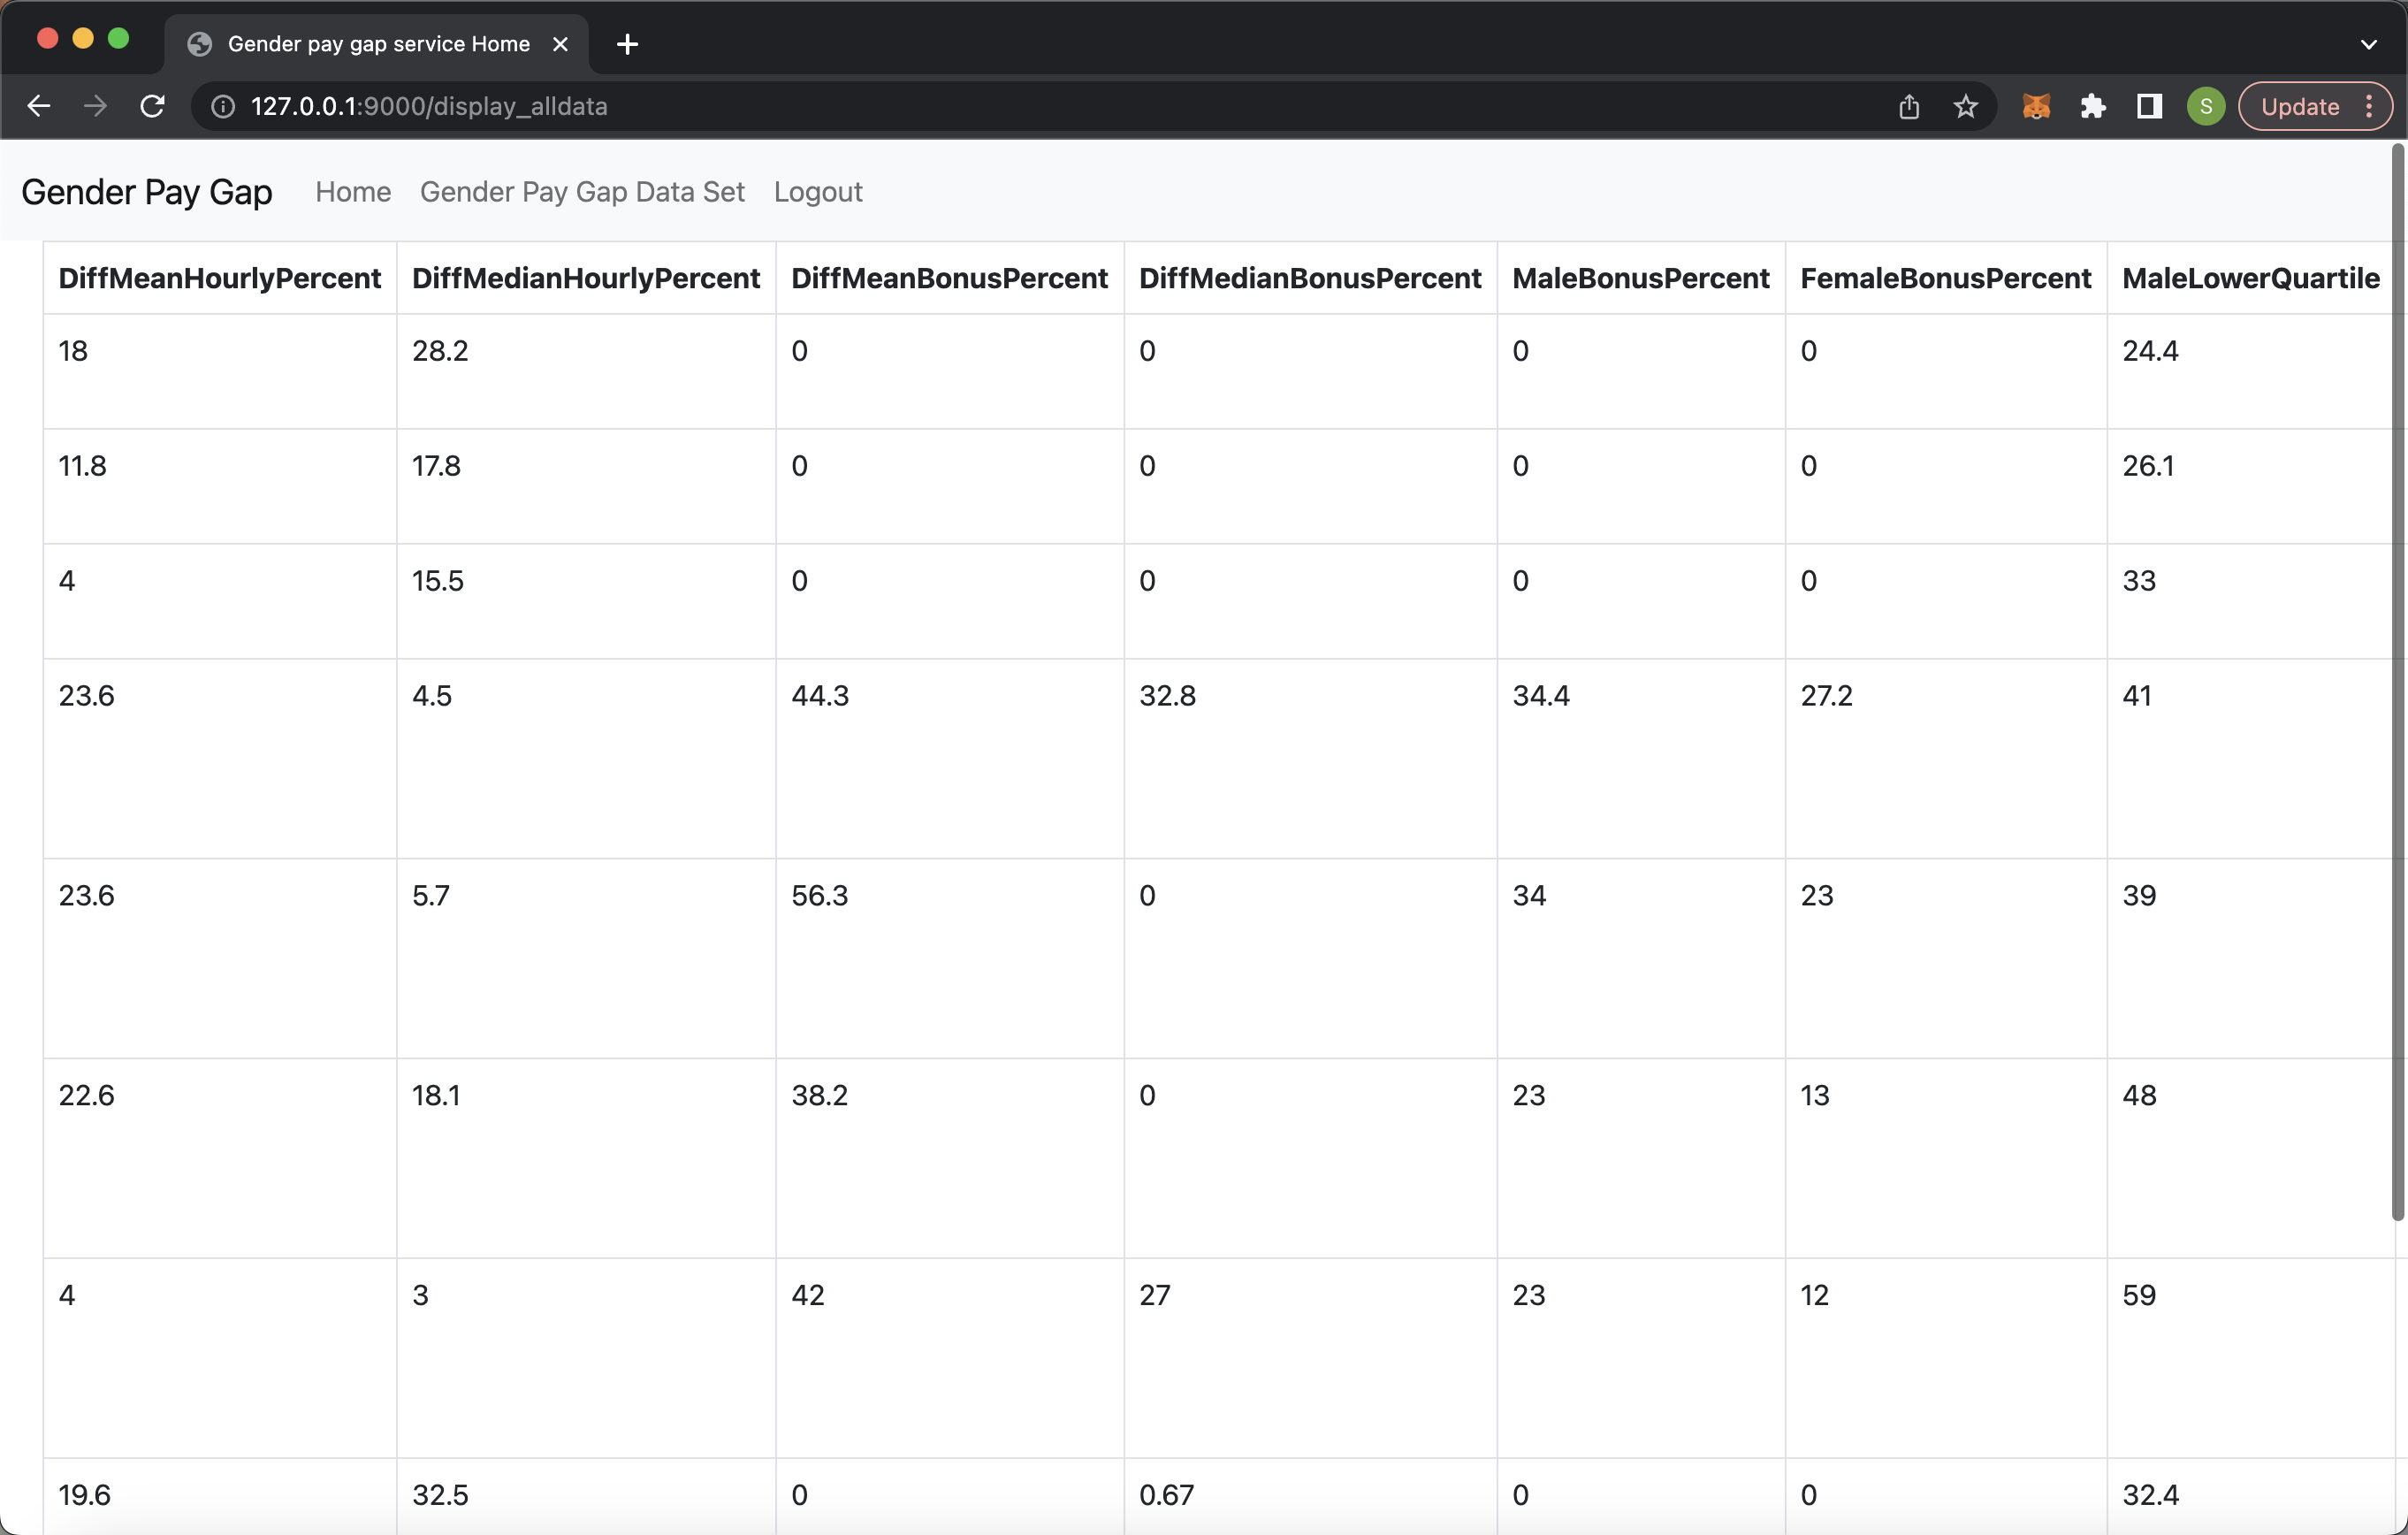 Gender pay gap service Home
127.0.0.1:9000/display_alldata
S
Update
Gender Pay Gap Home Gender Pay Gap Data Set Logout
DiffMeanHourlyPercent DiffMedianHourlyPercent DiffMeanBonusPercent DiffMedianBonusPercent MaleBonusPercent FemaleBonusPercent MaleLowerQuartile
18 28.2 0 0 0 0 24.4
11.8 17.8 0 0 0 0 26.1
4 15.5 0 0 0 0 33
23.6 4.5 44.3 32.8 34.4 27.2 41
23.6 5.7 56.3 0 34 23 39
22.6 18.1 38.2 0 23 13 48
4 3 42 27 23 12 59
19.6 32.5 0 0.67 0 0 32.4